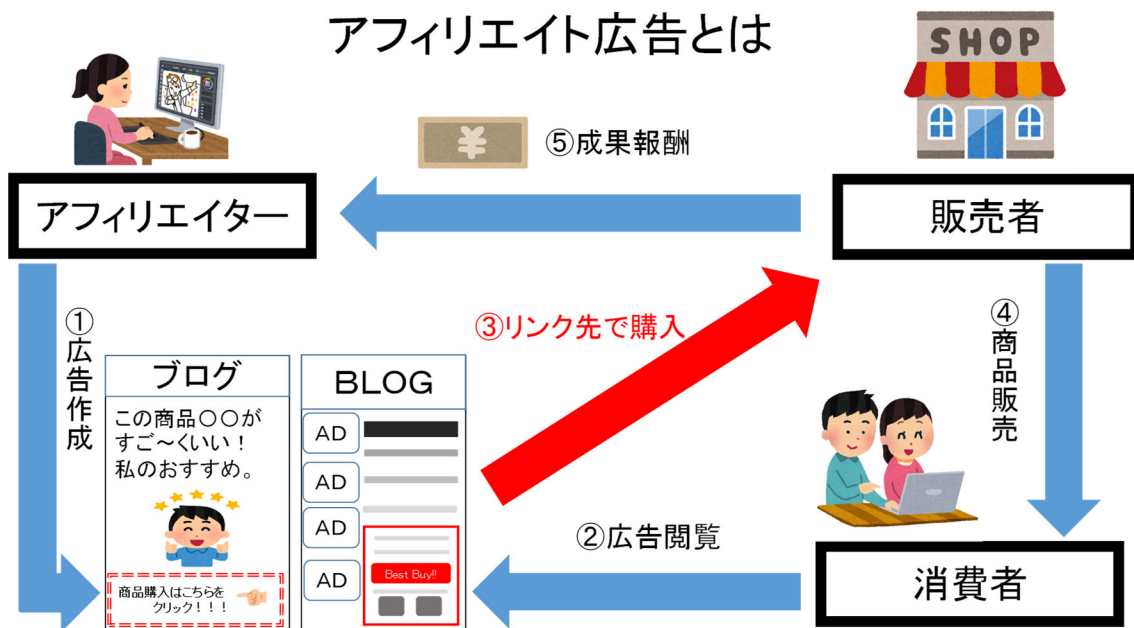 アフィリエイト広告とは
SHOP
¥
⑤成果報酬
アフィリエイター
販売者
①広告作成
③リンク先で購入
④商品販売
ブログ
この商品〇〇が
すご～くいい！
私のおすすめ。
商品購入はこちらを
クリック！！！
BLOG
AD
AD
AD
AD
Best Buy!!
②広告閲覧
消費者